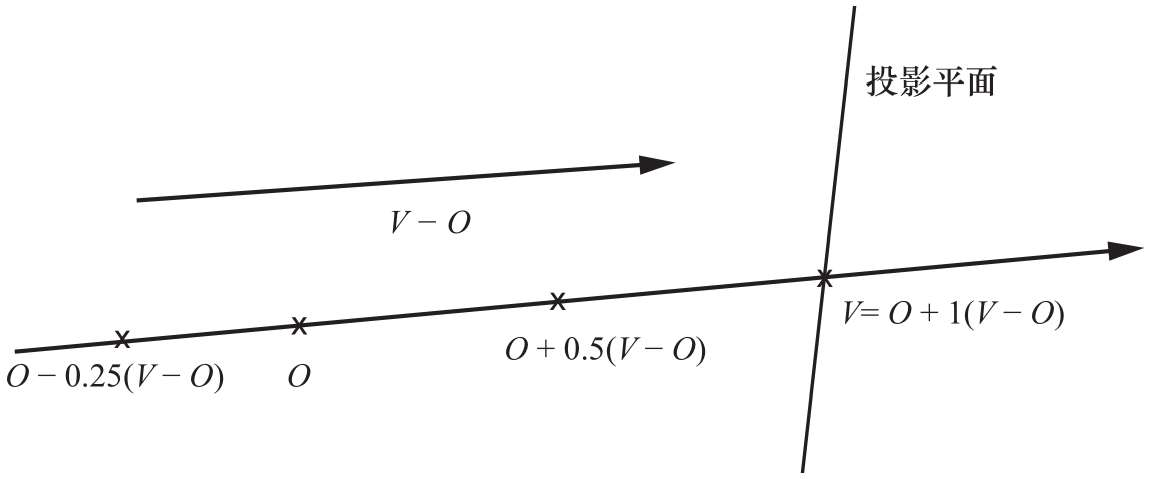 投影平面
V − O
V= O + 1(V − O)
O + 0.5(V − O)
O − 0.25(V − O)
O